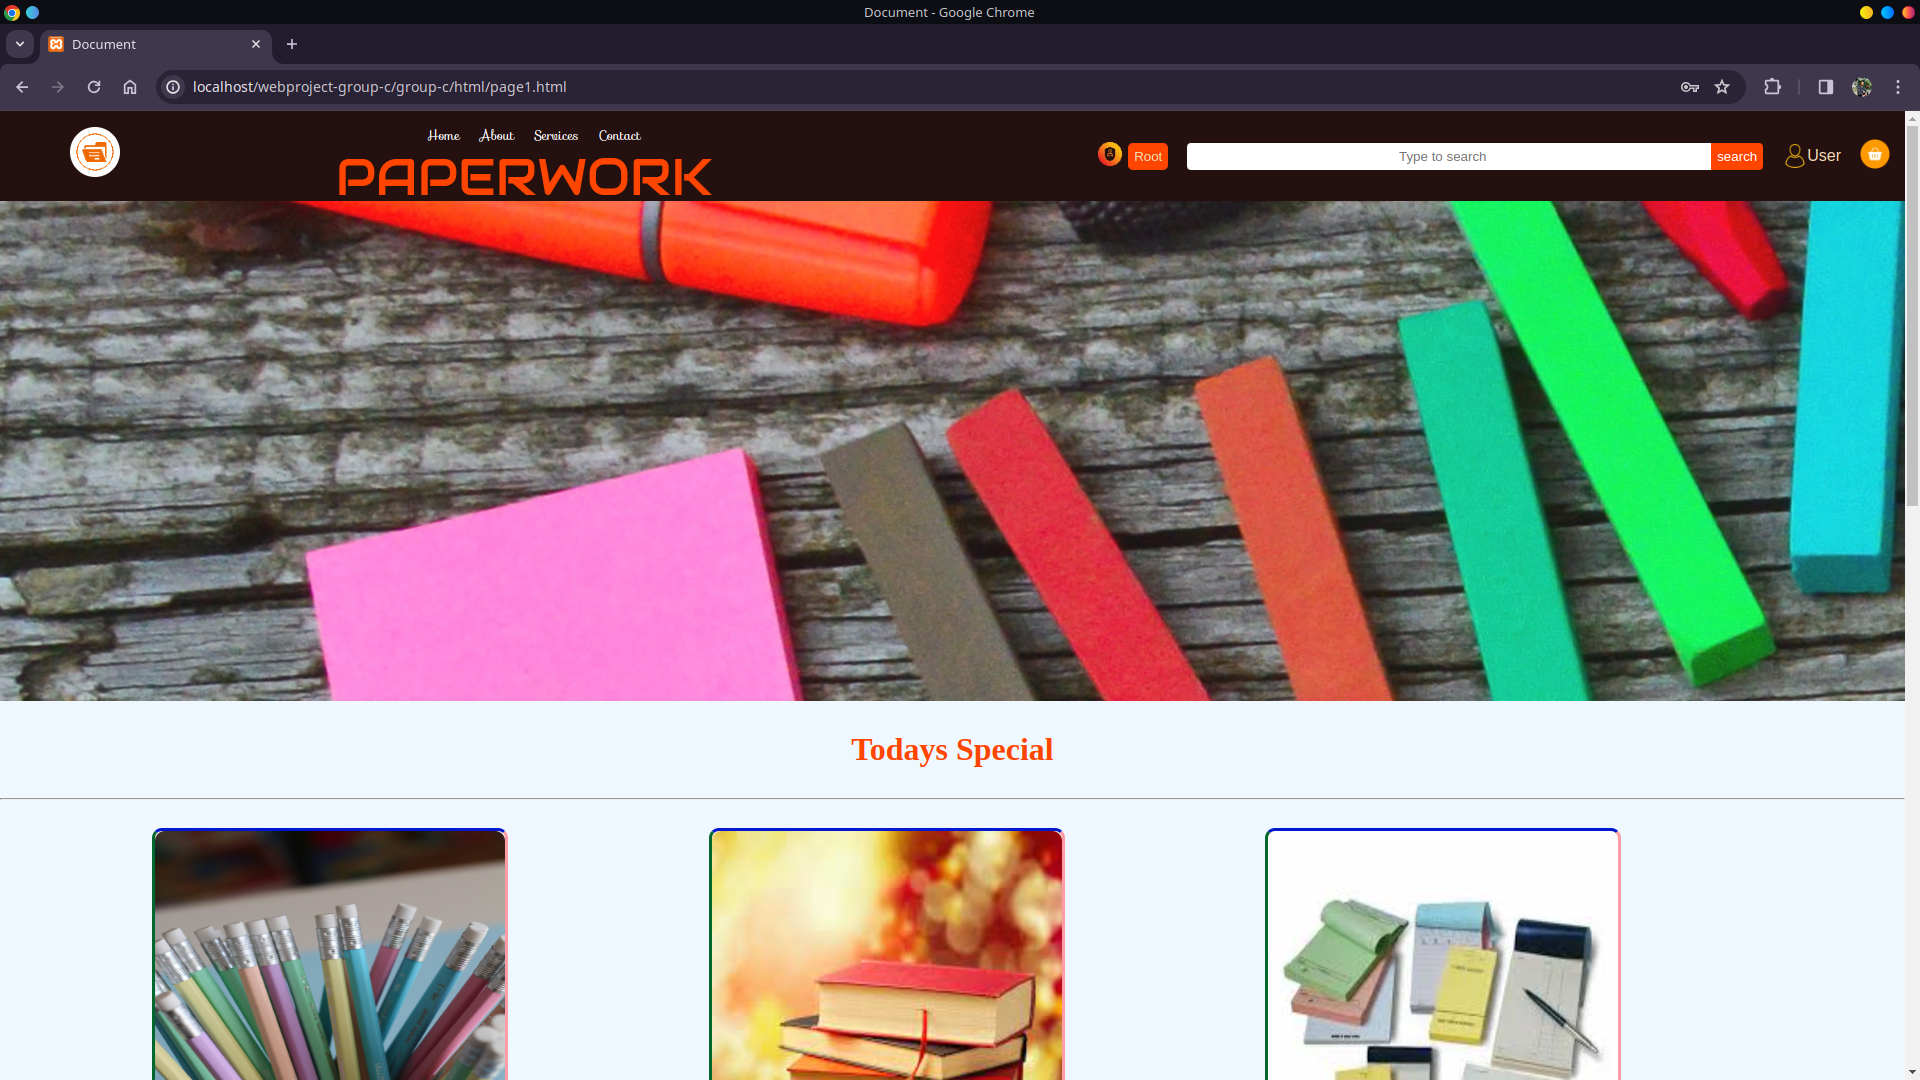 Document - Google Chrome
Document
localhost/webproject-group-c/group-c/html/page1.html
Home About Services Contact
PAPERWORK
Root
Type to search
search
User
Todays Special